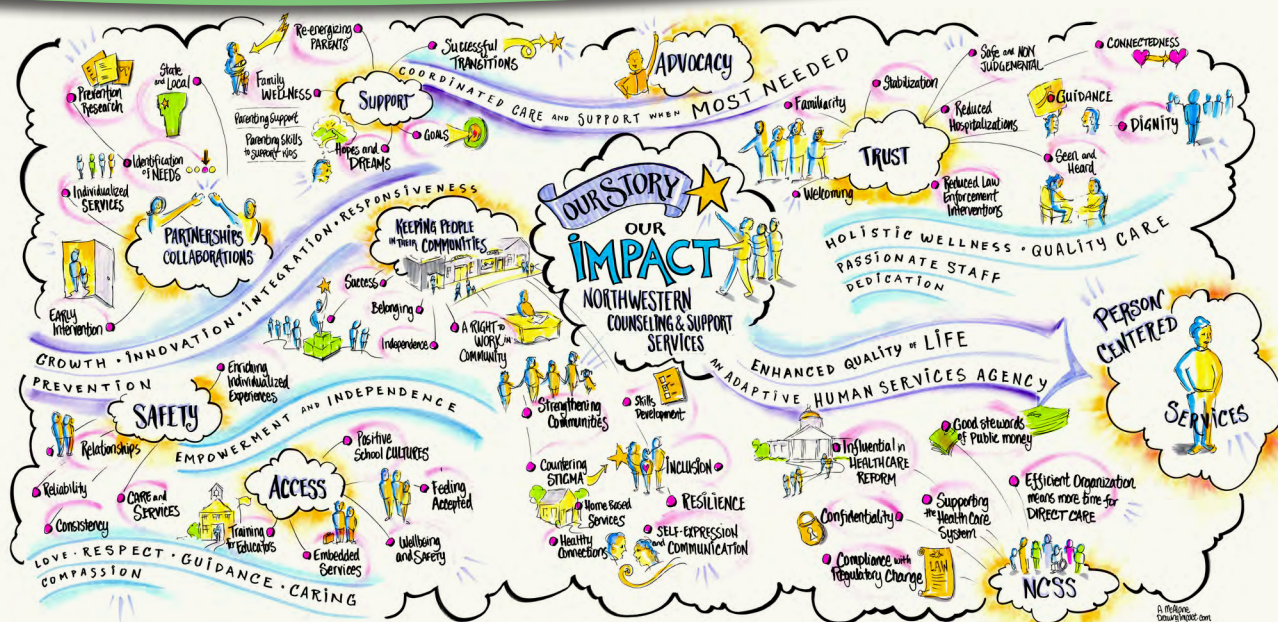 Re-energizing
PARENTS
Successful
TRANSITIONS
Family
WELLNESS
SUPPORT
Parenting Support
Parenting Skills
to SUPPORT KIDS
Hopes and
DREAMS
GOALS
Prevention
Research
State
and Local
Identification
of NEEDS
Individualized
SERVICES
PARTNERSHIPS
COLLABORATIONS
EARLY
Intervention
COORDINATED CARE AND SUPPORT WHEN MOST NEEDED
ADVOCACY
GROWTH • INNOVATION • INTEGRATION • RESPONSIVENESS
PREVENTION
KEEPING PEOPLE
IN THEIR COMMUNITIES
Success
Belonging
Independence
A RIGHT TO
WORK IN
COMMUNITY
OUR STORY
OUR
IMPACT
NORTHWESTERN
COUNSELING & SUPPORT
SERVICES
AN ADAPTIVE HUMAN SERVICES AGENCY
ENHANCED QUALITY OF LIFE
Familiarity
Stabilization
Safe and NON
JUDGEMENTAL
CONNECTEDNESS
TRUST
Reduced
Hospitalizations
GUIDANCE
DIGNITY
Welcoming
Seen and
Heard
Reduced Law
Enforcement
Interventions
HOLISTIC WELLNESS • QUALITY CARE
PASSIONATE STAFF
DEDICATION
PERSON
CENTERED
SERVICES
SAFETY
Enriching
Individualized
Experiences
Relationships
Reliability
Consistency
CARE and
SERVICES
EMPOWERMENT AND INDEPENDENCE
ACCESS
Positive
School CULTURES
Feeling
Accepted
Training
for Educators
Embedded
Services
Wellbeing
and SAFETY
LOVE • RESPECT • GUIDANCE • CARING
COMPASSION
Strengthening
Communities
Skills
Development
Countering
STIGMA
INCLUSION
Home Based
Services
RESILIENCE
Healthy
Connections
SELF-EXPRESSION
and COMMUNICATION
Good stewards
of Public money
Influential in
HEALTH CARE
REFORM
Efficient Organization
means more time for
DIRECT CARE
Supporting
the Health Care
System
Confidentiality
Compliance with
Regulatory Change
LAW
NCSS
A. McAlpine
DrawingImpact.com